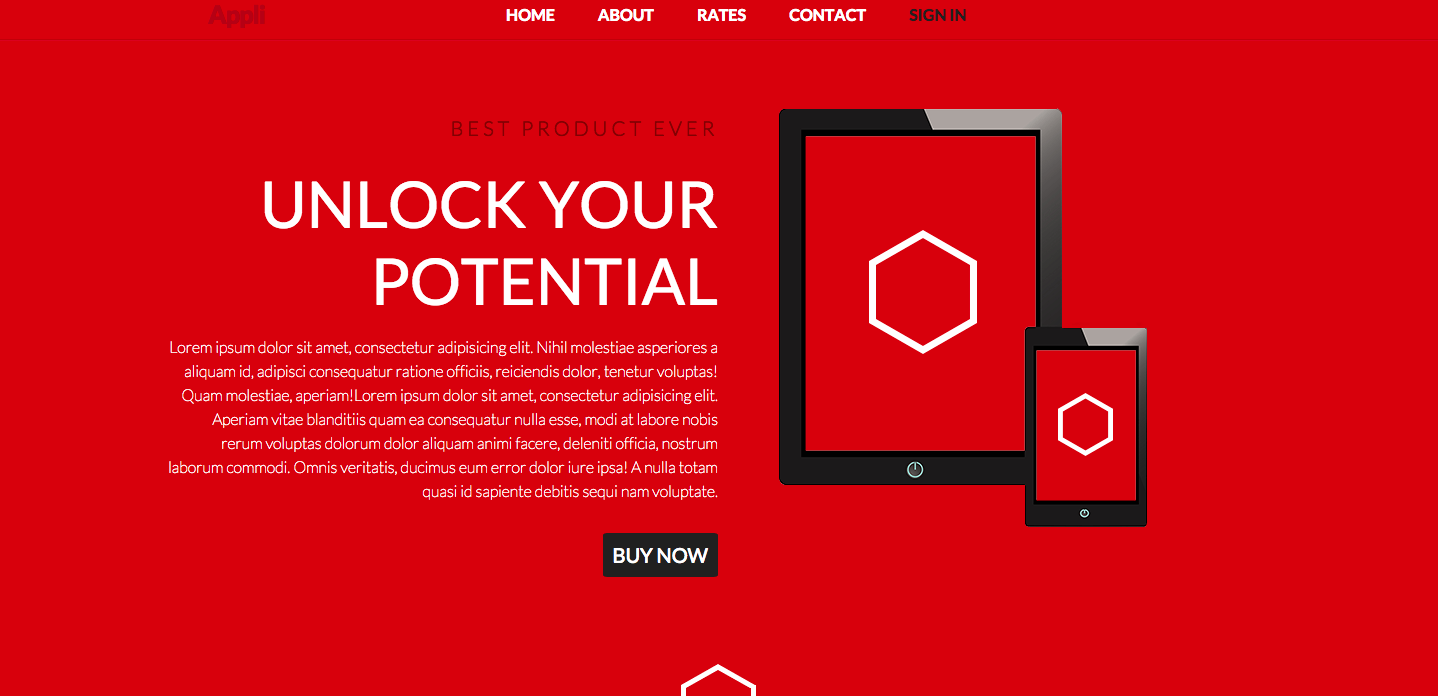 Appli
HOME ABOUT RATES CONTACT SIGN IN
BEST PRODUCT EVER
UNLOCK YOUR
POTENTIAL
Lorem ipsum dolor sit amet, consectetur adipisicing elit. Nihil molestiae asperiores a
aliquam id, adipisci consequatur ratione officiis, reiciendis dolor, tenetur voluptas!
Quam molestiae, aperiam!Lorem ipsum dolor sit amet, consectetur adipisicing elit.
Aperiam vitae blanditiis quam ea consequatur nulla esse, modi at labore nobis
rerum voluptas dolorum dolor aliquam animi facere, deleniti officia, nostrum
laborum commodi. Omnis veritatis, ducimus eum error dolor iure ipsa! A nulla totam
quasi id sapiente debitis sequi nam voluptate.
BUY NOW